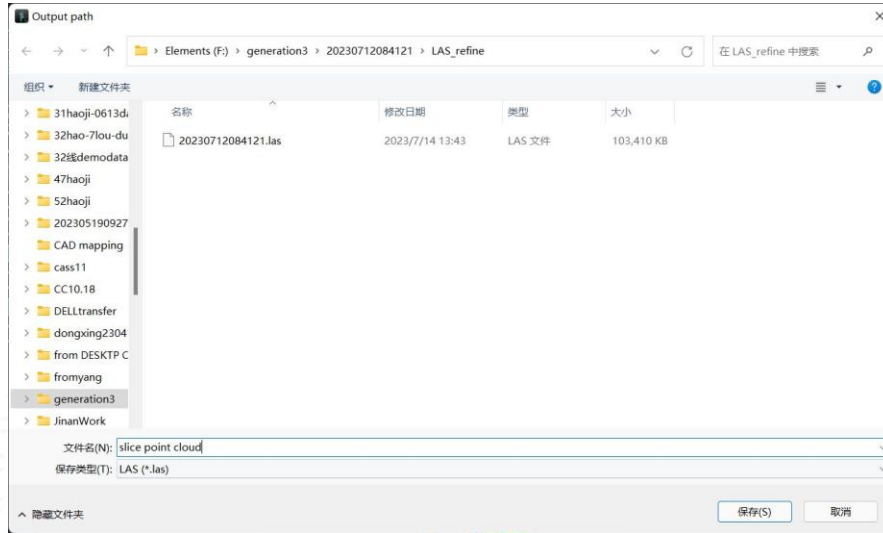 Output path
Elements (F:) > generation3 > 20230712084121 > LAS_refine
在 LAS_refine 中搜索
组织
新建文件夹
名称
修改日期
类型
大小
31haoji-0613da
32hao-7lou-du
32线demodata
47haoji
52haoji
202305190927
CAD mapping
cass11
CC10.18
DELLtransfer
dongxing2304
from DESKTP C
fromyang
generation3
JinanWork
20230712084121.las
2023/7/14 13:43
LAS 文件
103,410 KB
文件名(N): slice point cloud
保存类型(T): LAS (*.las)
隐藏文件夹
保存(S)
取消